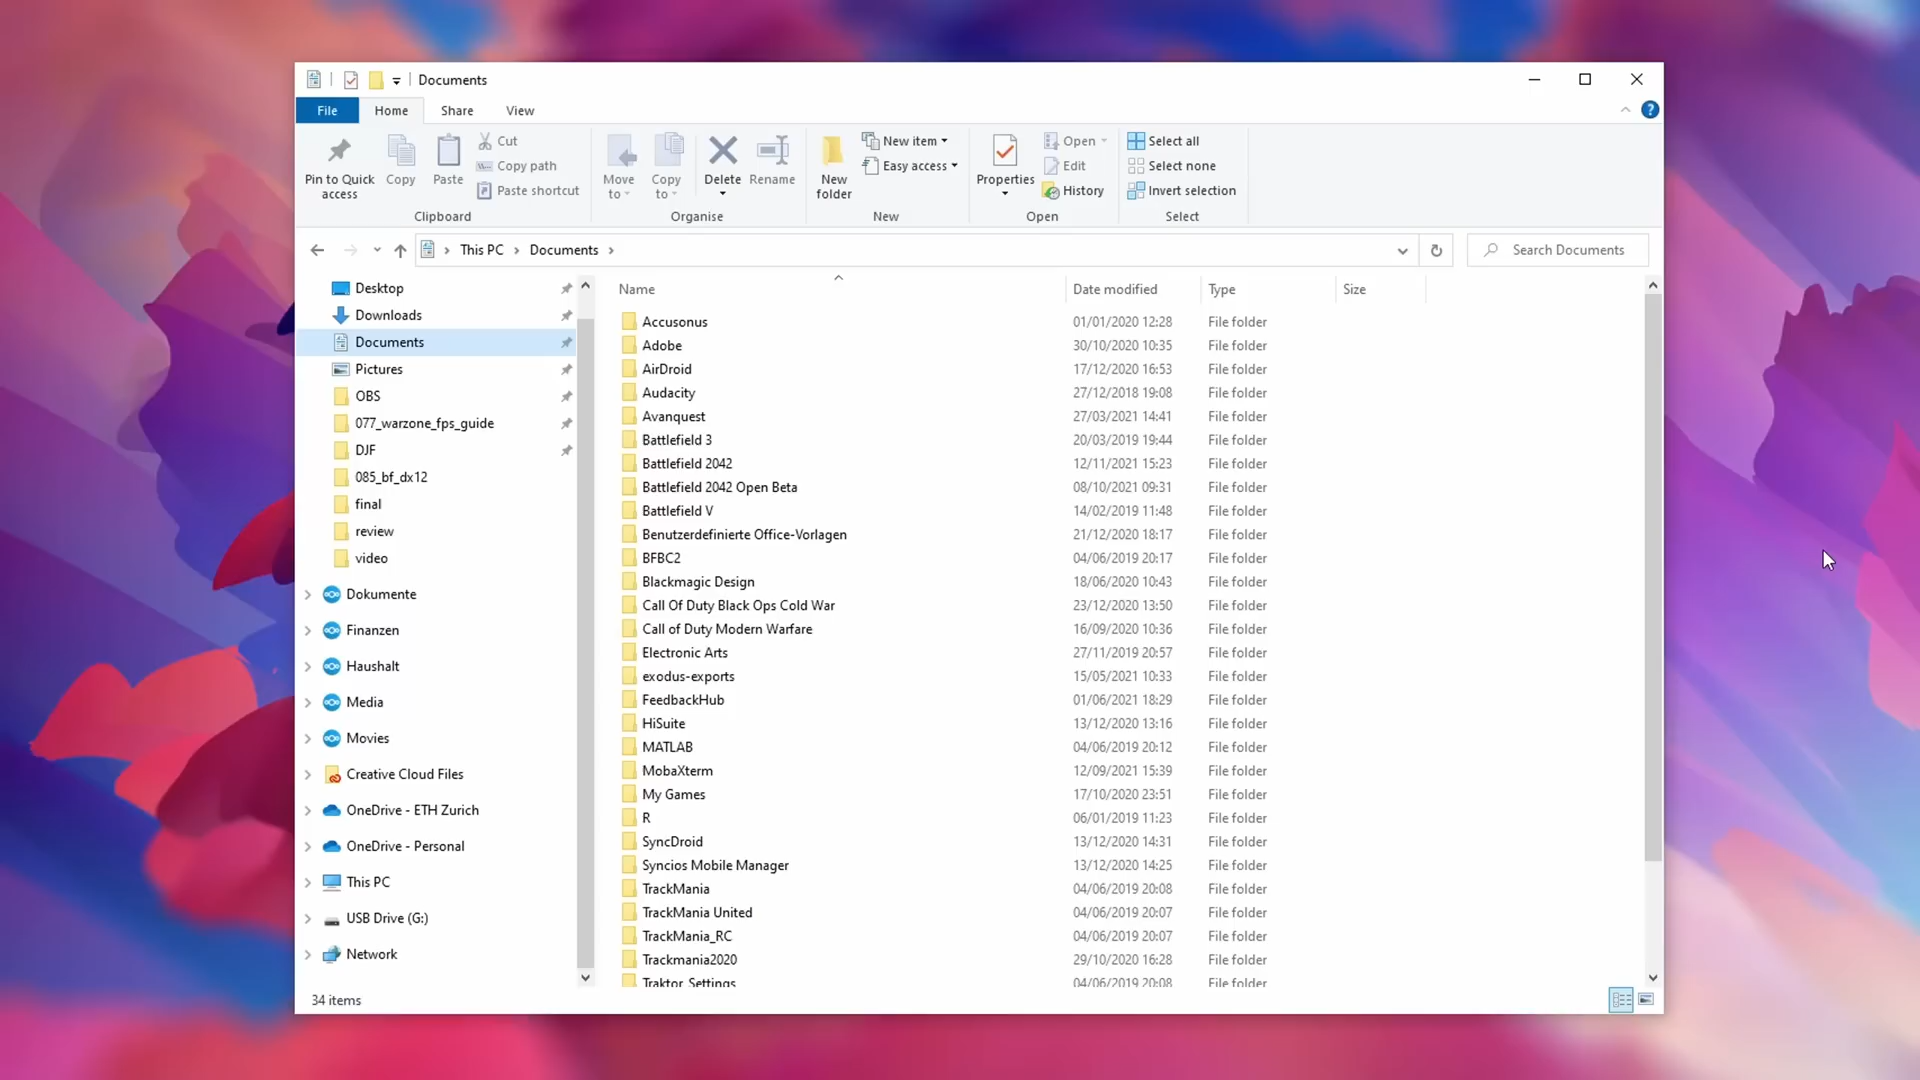 Documents
File Home Share View
Pin to Quick access
Copy
Paste
Cut
Copy path
Paste shortcut
Clipboard
Move to
Copy to
Delete
Rename
Organise
New folder
New item
Easy access
New
Properties
Open
Edit
History
Open
Select all
Select none
Invert selection
Select
This PC Documents
Search Documents
Desktop
Downloads
Documents
Pictures
OBS
077_warzone_fps_guide
DJF
085_bf_dx12
final
review
video
Dokumente
Finanzen
Haushalt
Media
Movies
Creative Cloud Files
OneDrive - ETH Zurich
OneDrive - Personal
This PC
USB Drive (G:)
Network
Name Date modified Type Size
Accusonus 01/01/2020 12:28 File folder
Adobe 30/10/2020 10:35 File folder
AirDroid 17/12/2020 16:53 File folder
Audacity 27/12/2018 19:08 File folder
Avanquest 27/03/2021 14:41 File folder
Battlefield 3 20/03/2019 19:44 File folder
Battlefield 2042 12/11/2021 15:23 File folder
Battlefield 2042 Open Beta 08/10/2021 09:31 File folder
Battlefield V 14/02/2019 11:48 File folder
Benutzerdefinierte Office-Vorlagen 21/12/2020 18:17 File folder
BFBC2 04/06/2019 20:17 File folder
Blackmagic Design 18/06/2020 10:43 File folder
Call Of Duty Black Ops Cold War 23/12/2020 13:50 File folder
Call of Duty Modern Warfare 16/09/2020 10:36 File folder
Electronic Arts 27/11/2019 20:57 File folder
exodus-exports 15/05/2021 10:33 File folder
FeedbackHub 01/06/2021 18:29 File folder
HiSuite 13/12/2020 13:16 File folder
MATLAB 04/06/2019 20:12 File folder
MobaXterm 12/09/2021 15:39 File folder
My Games 17/10/2020 23:51 File folder
R 06/01/2019 11:23 File folder
SyncDroid 13/12/2020 14:31 File folder
Syncios Mobile Manager 13/12/2020 14:25 File folder
TrackMania 04/06/2019 20:08 File folder
TrackMania United 04/06/2019 20:07 File folder
TrackMania_RC 04/06/2019 20:07 File folder
Trackmania2020 29/10/2020 16:28 File folder
Traktor Settings 04/06/2019 20:08 File folder
34 items